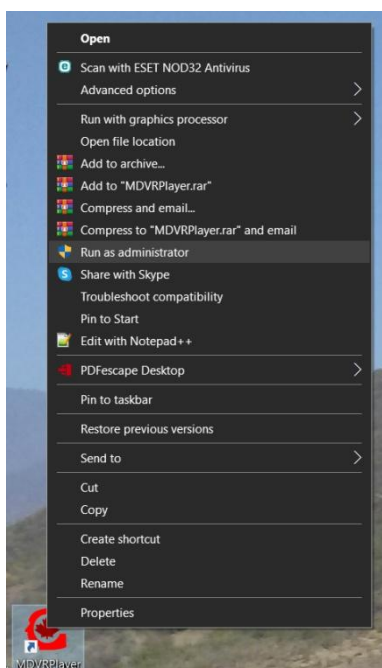 Open
Scan with ESET NOD32 Antivirus
Advanced options
Run with graphics processor
Open file location
Add to archive...
Add to "MDVRPlayer.rar"
Compress and email...
Compress to "MDVRPlayer.rar" and email
Run as administrator
Share with Skype
Troubleshoot compatibility
Pin to Start
Edit with Notepad++
PDFescape Desktop
Pin to taskbar
Restore previous versions
Send to
Cut
Copy
Create shortcut
Delete
Rename
Properties
MDVRPlayer